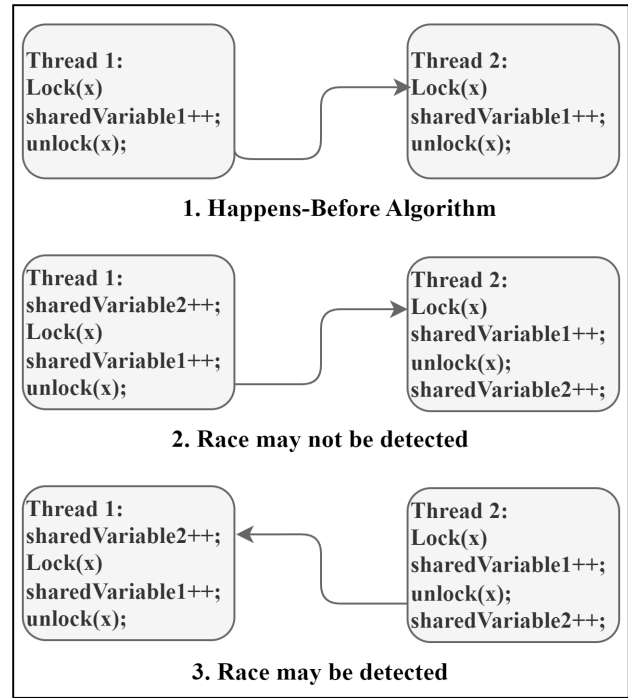 Thread 1:
Lock(x)
sharedVariable1++;
unlock(x);
Thread 2:
Lock(x)
sharedVariable1++;
unlock(x);
1. Happens-Before Algorithm
Thread 1:
sharedVariable2++;
Lock(x)
sharedVariable1++;
unlock(x);
Thread 2:
Lock(x)
sharedVariable1++;
unlock(x);
sharedVariable2++;
2. Race may not be detected
Thread 1:
sharedVariable2++;
Lock(x)
sharedVariable1++;
unlock(x);
Thread 2:
Lock(x)
sharedVariable1++;
unlock(x);
sharedVariable2++;
3. Race may be detected